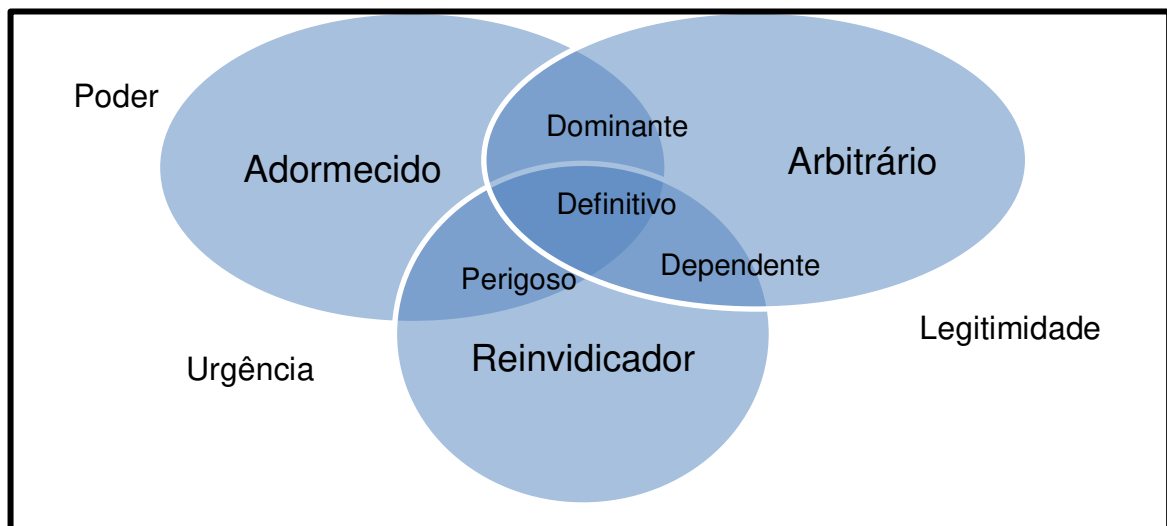 Poder
Dominante
Adormecido
Arbitrário
Definitivo
Dependente
Perigoso
Legitimidade
Urgência
Reinvidicador